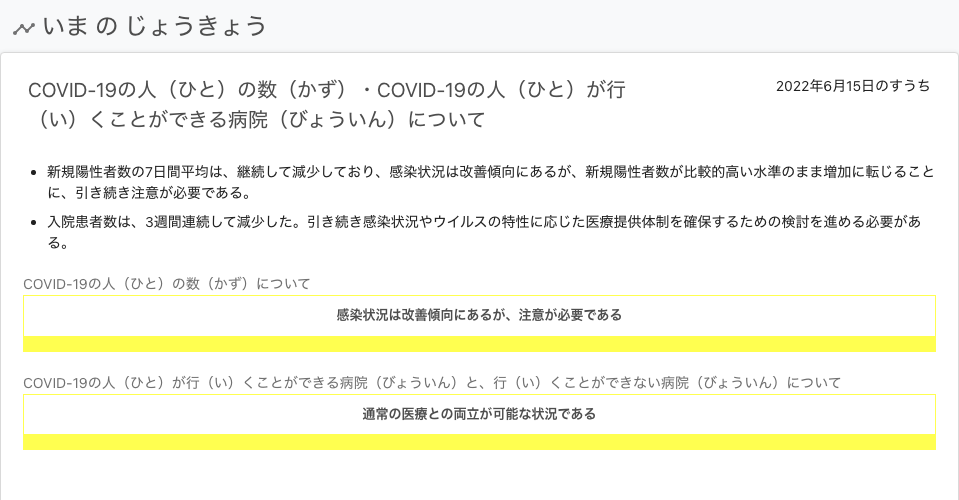 いま の じょうきょう
COVID-19の人（ひと）の数（かず）・COVID-19の人（ひと）が行
（い）くことができる病院（びょういん）について
2022年6月15日のすうち
• 新規陽性者数の7日間平均は、継続して減少しており、感染状況は改善傾向にあるが、新規陽性者数が比較的高い水準のまま増加に転じること
に、引き続き注意が必要である。
• 入院患者数は、3週間連続して減少した。引き続き感染状況やウイルスの特性に応じた医療提供体制を確保するための検討を進める必要があ
る。
COVID-19の人（ひと）の数（かず）について
感染状況は改善傾向にあるが、注意が必要である
COVID-19の人（ひと）が行（い）くことができる病院（びょういん）と、行（い）くことができない病院（びょういん）について
通常の医療との両立が可能な状況である